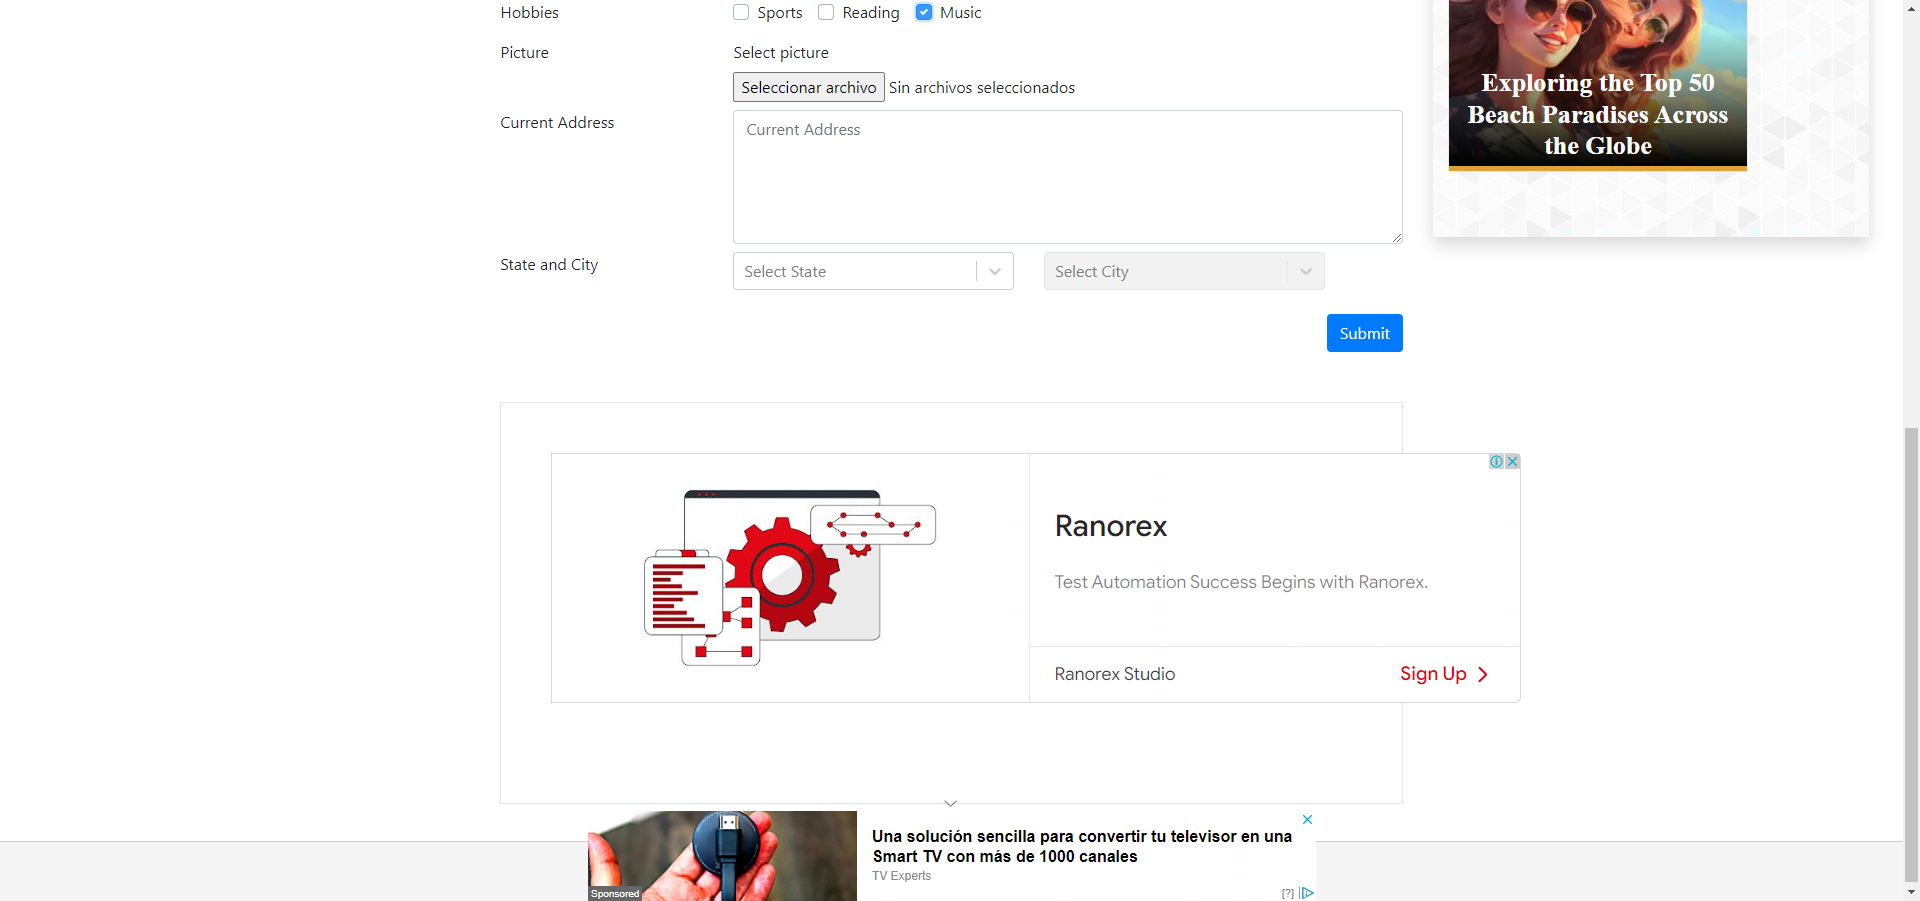 Hobbies
Sports
Reading
Music
Picture
Select picture
Seleccionar archivo
Sin archivos seleccionados
Current Address
Current Address
State and City
Select State
Select City
Submit
Exploring the Top 50
Beach Paradises Across
the Globe
Ranorex
Test Automation Success Begins with Ranorex.
Ranorex Studio
Sign Up
Una solución sencilla para convertir tu televisor en una
Smart TV con más de 1000 canales
TV Experts
Sponsored
[?]